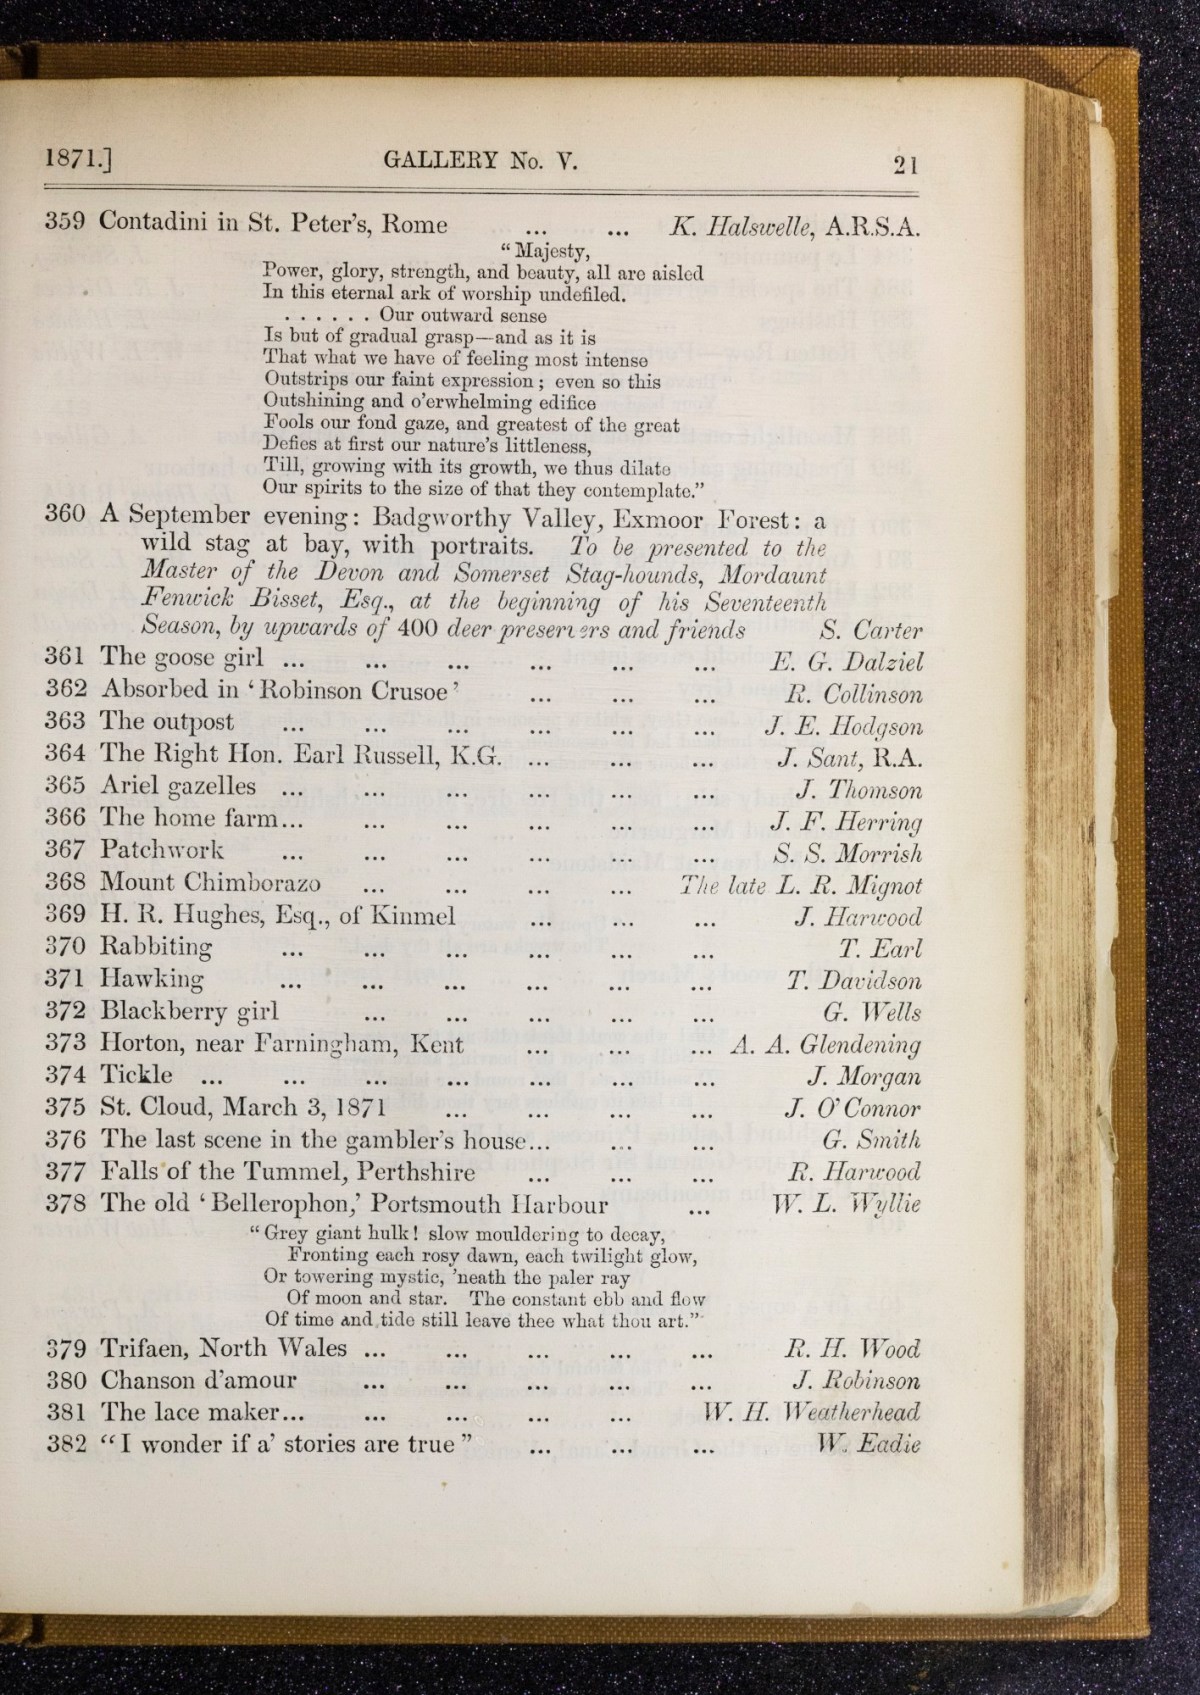 1871.] GALLERY No. V. 21
359 Contadini in St. Peter's, Rome ... ... K. Halswelle, A.R.S.A.
“Majesty,
Power, glory, strength, and beauty, all are aisled
In this eternal ark of worship undefiled.
. . . . . . Our outward sense
Is but of gradual grasp—and as it is
That what we have of feeling most intense
Outstrips our faint expression; even so this
Outshining and o'erwhelming edifice
Fools our fond gaze, and greatest of the great
Defies at first our nature's littleness,
Till, growing with its growth, we thus dilate
Our spirits to the size of that they contemplate.”
360 A September evening: Badgworthy Valley, Exmoor Forest: a
wild stag at bay, with portraits. To be presented to the
Master of the Devon and Somerset Stag-hounds, Mordaunt
Fenwick Bisset, Esq., at the beginning of his Seventeenth
Season, by upwards of 400 deer preservers and friends S. Carter
361 The goose girl ... ... ... ... ... ... E. G. Dalziel
362 Absorbed in ‘Robinson Crusoe’ ... ... ... R. Collinson
363 The outpost ... ... ... ... ... ... J. E. Hodgson
364 The Right Hon. Earl Russell, K.G. ... ... ... J. Sant, R.A.
365 Ariel gazelles ... ... ... ... ... ... J. Thomson
366 The home farm... ... ... ... ... ... J. F. Herring
367 Patchwork ... ... ... ... ... ... S. S. Morrish
368 Mount Chimborazo ... ... ... ... The late L. R. Mignot
369 H. R. Hughes, Esq., of Kinmel ... ... ... J. Harwood
370 Rabbiting ... ... ... ... ... ... T. Earl
371 Hawking ... ... ... ... ... ... T. Davidson
372 Blackberry girl ... ... ... ... ... G. Wells
373 Horton, near Farningham, Kent ... ... ... A. A. Glendening
374 Tickle ... ... ... ... ... ... ... J. Morgan
375 St. Cloud, March 3, 1871 ... ... ... ... J. O'Connor
376 The last scene in the gambler's house... ... ... G. Smith
377 Falls of the Tummel, Perthshire ... ... ... R. Harwood
378 The old ‘Bellerophon,’ Portsmouth Harbour ... W. L. Wyllie
“Grey giant hulk! slow mouldering to decay,
Fronting each rosy dawn, each twilight glow,
Or towering mystic, 'neath the paler ray
Of moon and star. The constant ebb and flow
Of time and tide still leave thee what thou art.”
379 Trifaen, North Wales ... ... ... ... ... R. H. Wood
380 Chanson d'amour ... ... ... ... ... J. Robinson
381 The lace maker... ... ... ... ... W. H. Weatherhead
382 “I wonder if a' stories are true” ... ... ... W. Eadie